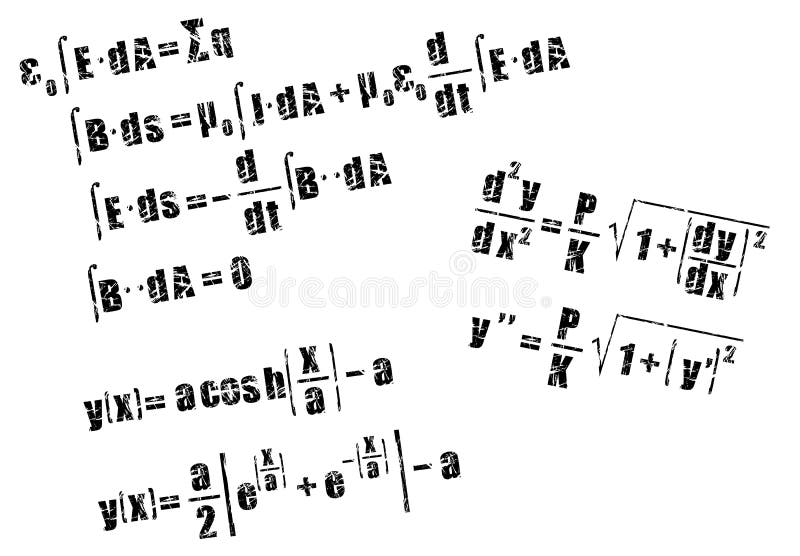 ε₀∫E·dA=Σq
∫B·ds=μ₀∫I·dA+μ₀ε₀ d/dt ∫E·dA
∫E·ds=- d/dt ∫B··dA
∫B··dA=0
d²y/dx² = P/K √1+(dy/dx)²
y''= P/K √1+(y')²
y(x)= a cosh(x/a) - a
y(x)= a/2 (e^(x/a) + e^-(x/a)) - a
dreamstime